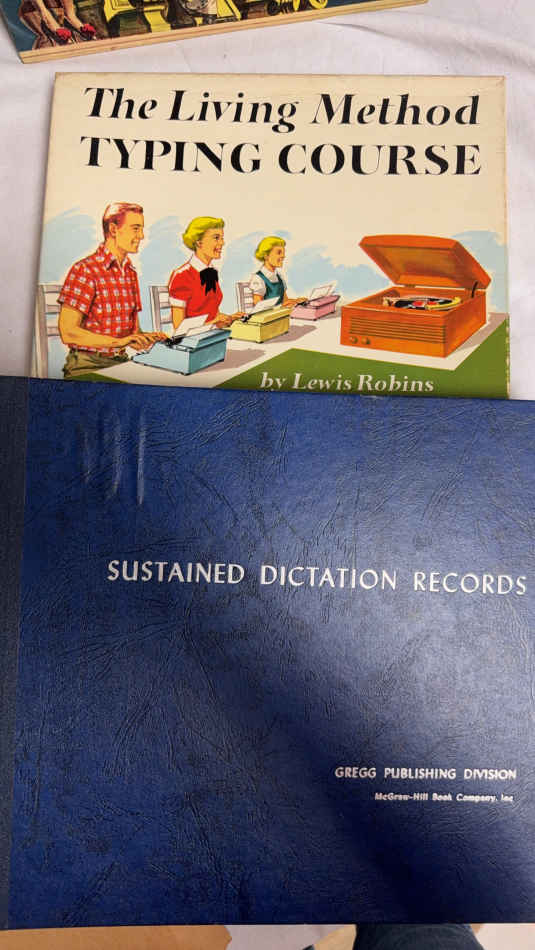 The Living Method
TYPING COURSE
by Lewis Robins
SUSTAINED DICTATION RECORDS
GREGG PUBLISHING DIVISION
McGraw-Hill Book Company, Inc